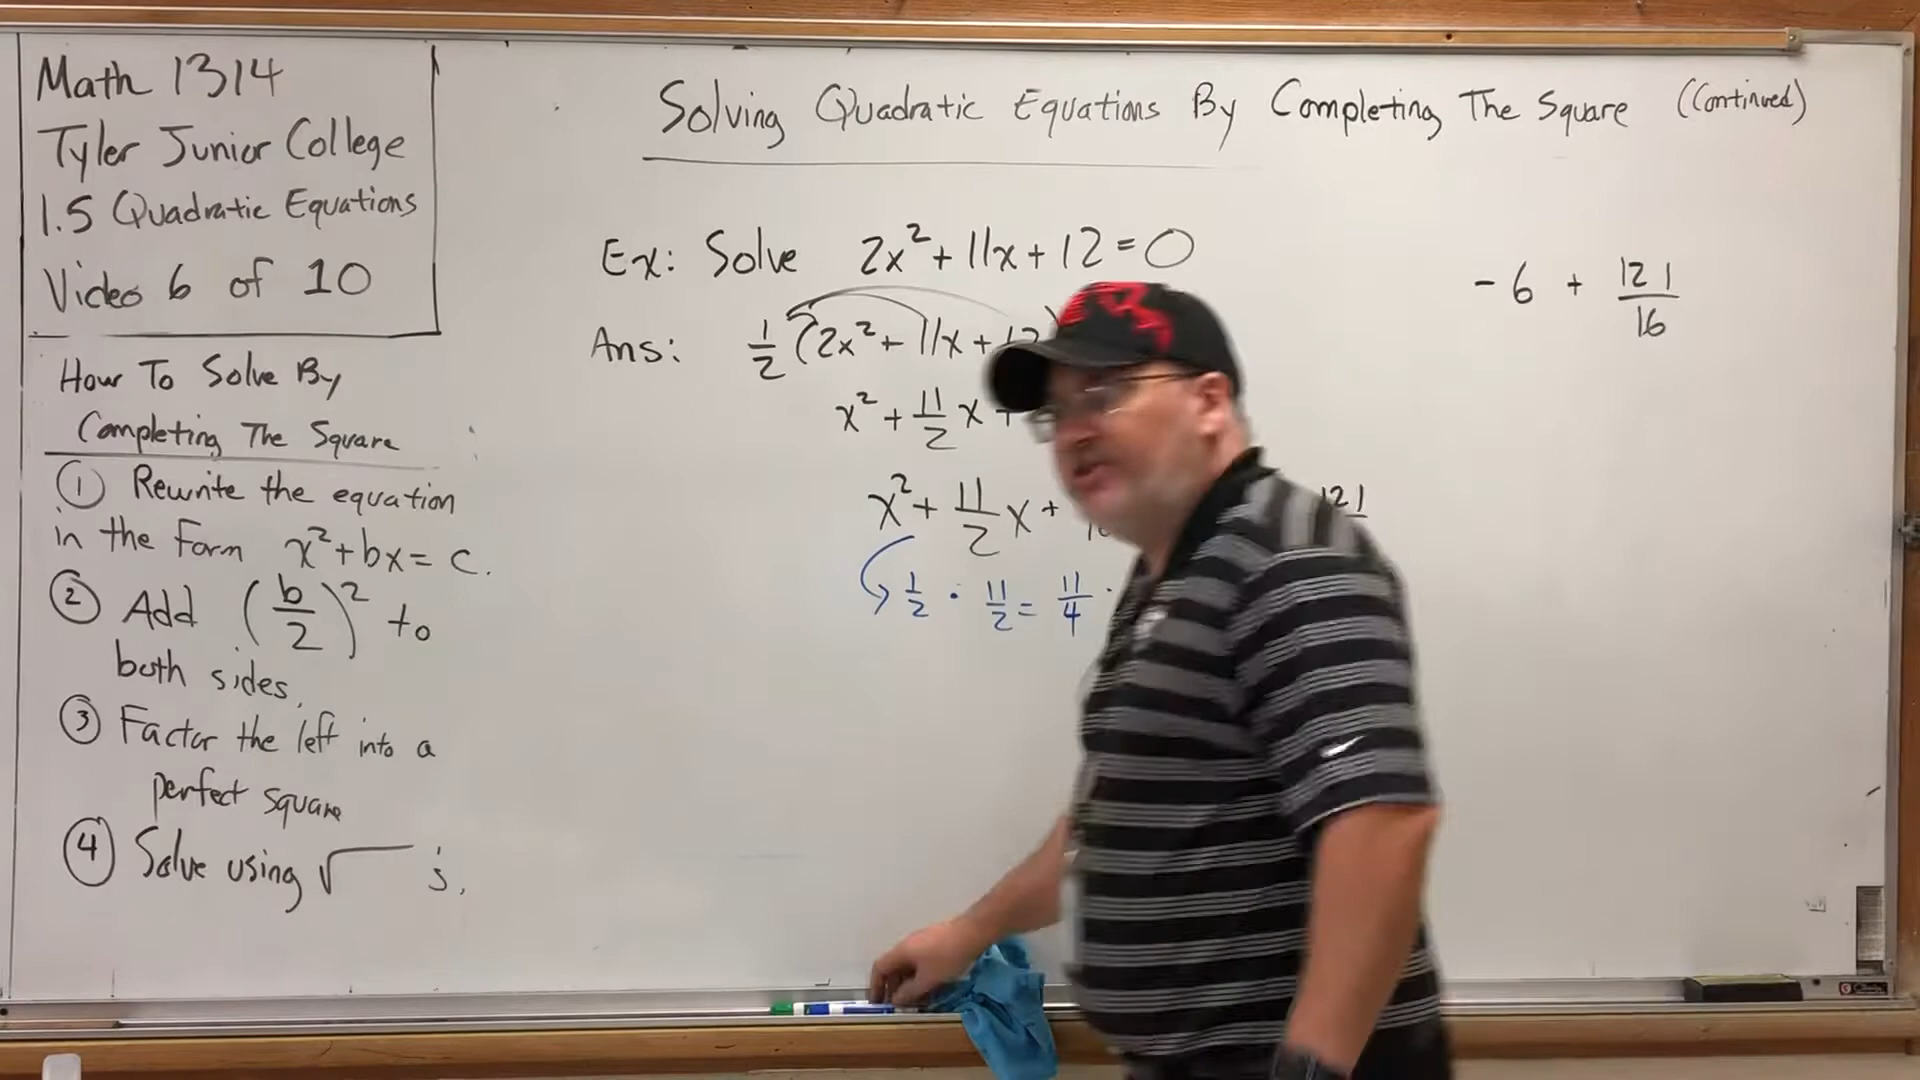 Math 1314
Tyler Junior College
1.5 Quadratic Equations
Video 6 of 10
How To Solve By
Completing The Square
① Rewrite the equation
in the form x²+bx= c.
② Add (b/2)² to
both sides.
③ Factor the left into a
perfect square
④ Solve using √ 's.
Solving Quadratic Equations By Completing The Square (Continued)
Ex: Solve 2x²+11x+12=0
Ans: 1/2 (2x²+11x+12)
x² + 11/2 x +
x² + 11/2 x + 121
1/2 · 11/2 = 11/4 ·
-6 + 121/16